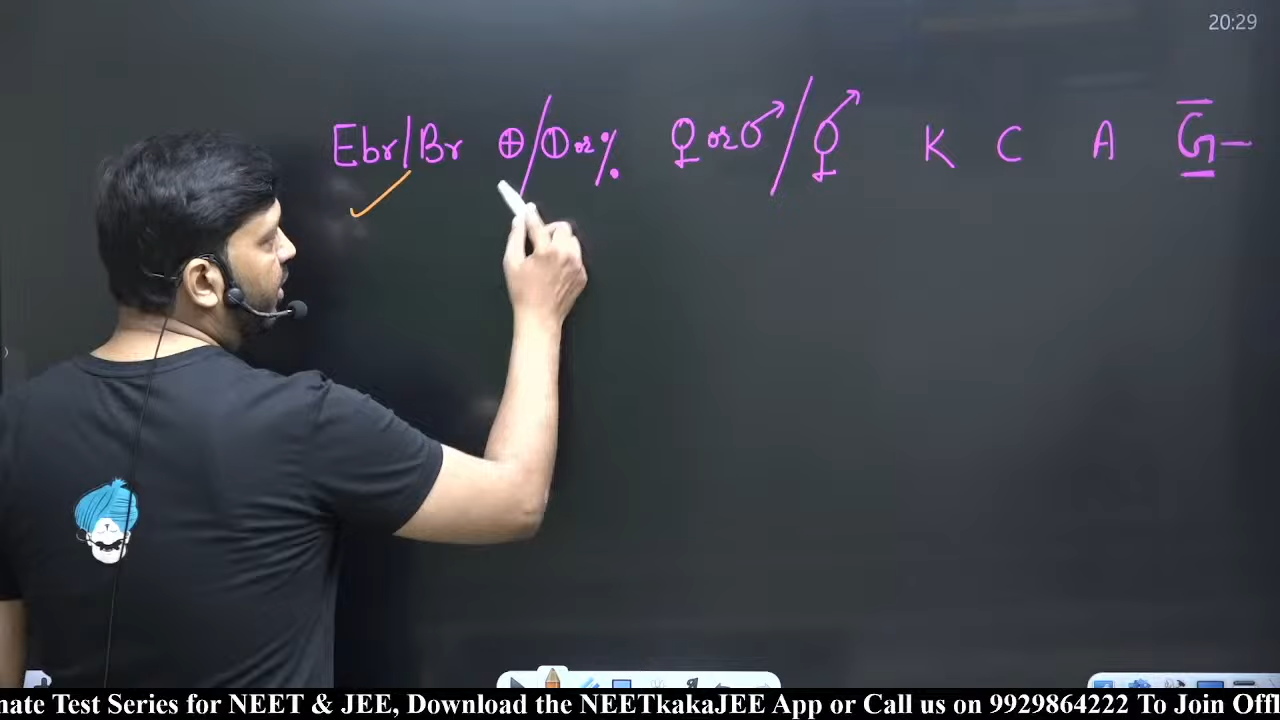 20:29
Ebr/Br ⊕/⦶ or % ♀ or ♂/⚥ K C A G̲̅-
nate Test Series for NEET & JEE, Download the NEETkakaJEE App or Call us on 9929864222 To Join Offl